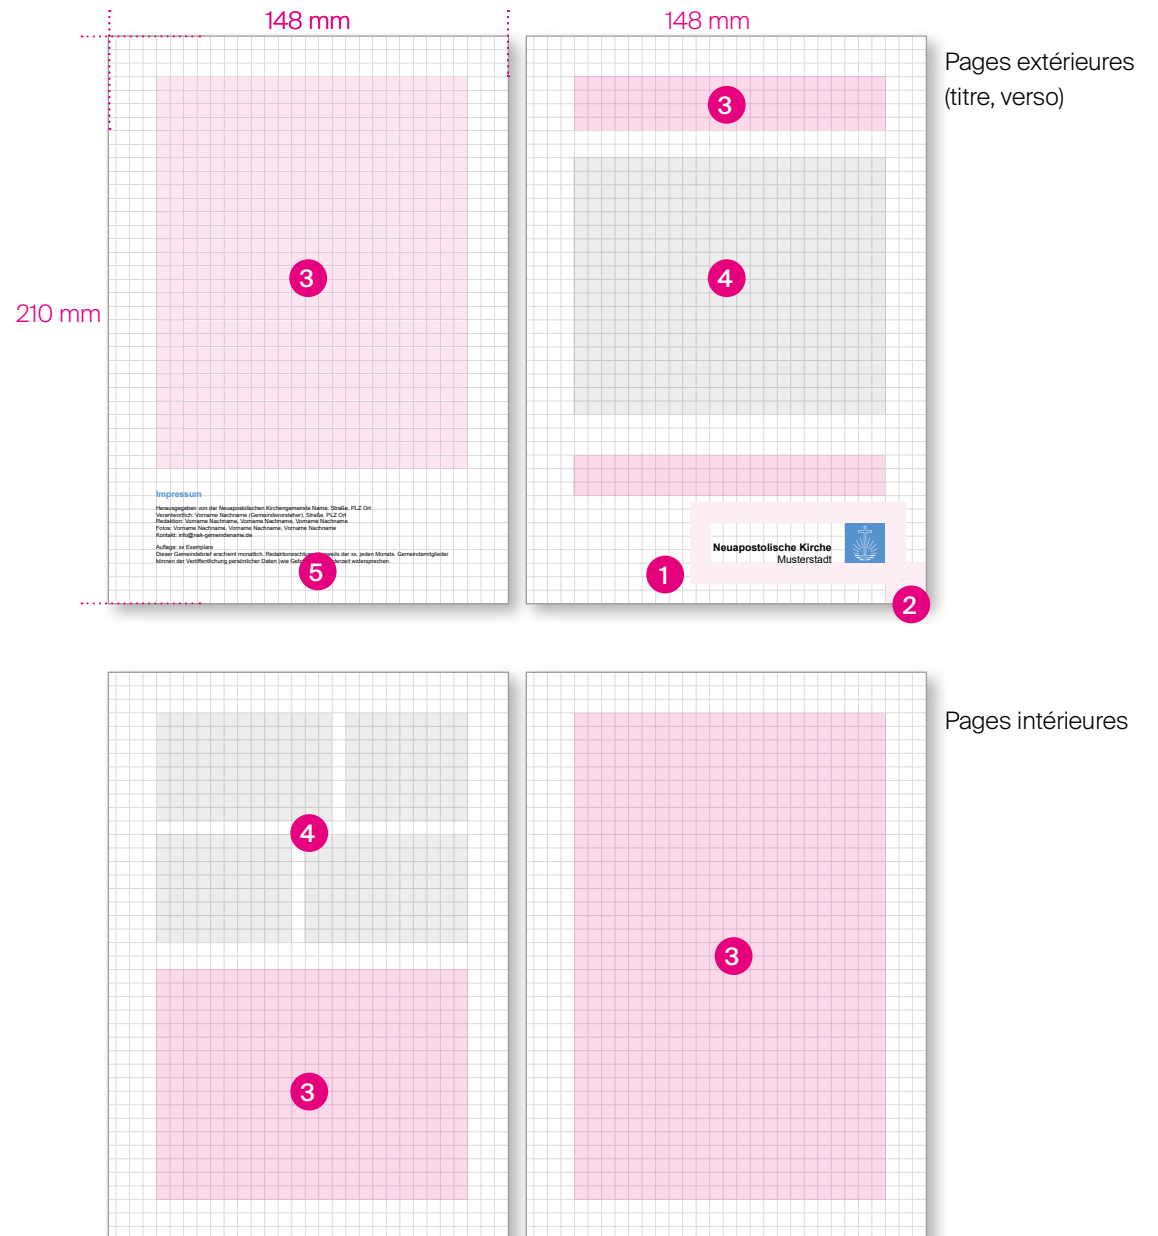 148 mm
148 mm
Pages extérieures
(titre, verso)
3
3
4
210 mm
Impressum
Herausgegeben von der Neuapostolischen Kirchengemeinde Name, Straße, PLZ Ort
Verantwortlich: Vorname Nachname (Gemeindevorsteher), Straße, PLZ Ort
Redaktion: Vorname Nachname, Vorname Nachname, Vorname Nachname
Fotos: Vorname Nachname, Vorname Nachname, Vorname Nachname
Kontakt: info@nak-gemeindename.de
Auflage: xx Exemplare
Dieser Gemeindebrief erscheint monatlich. der xx. jeden Monats. Gemeindemitglieder
können der Veröffentlichung persönlicher Daten (wie widersprechen.
5
Neuapostolische Kirche
Musterstadt
1
2
Pages intérieures
4
3
3